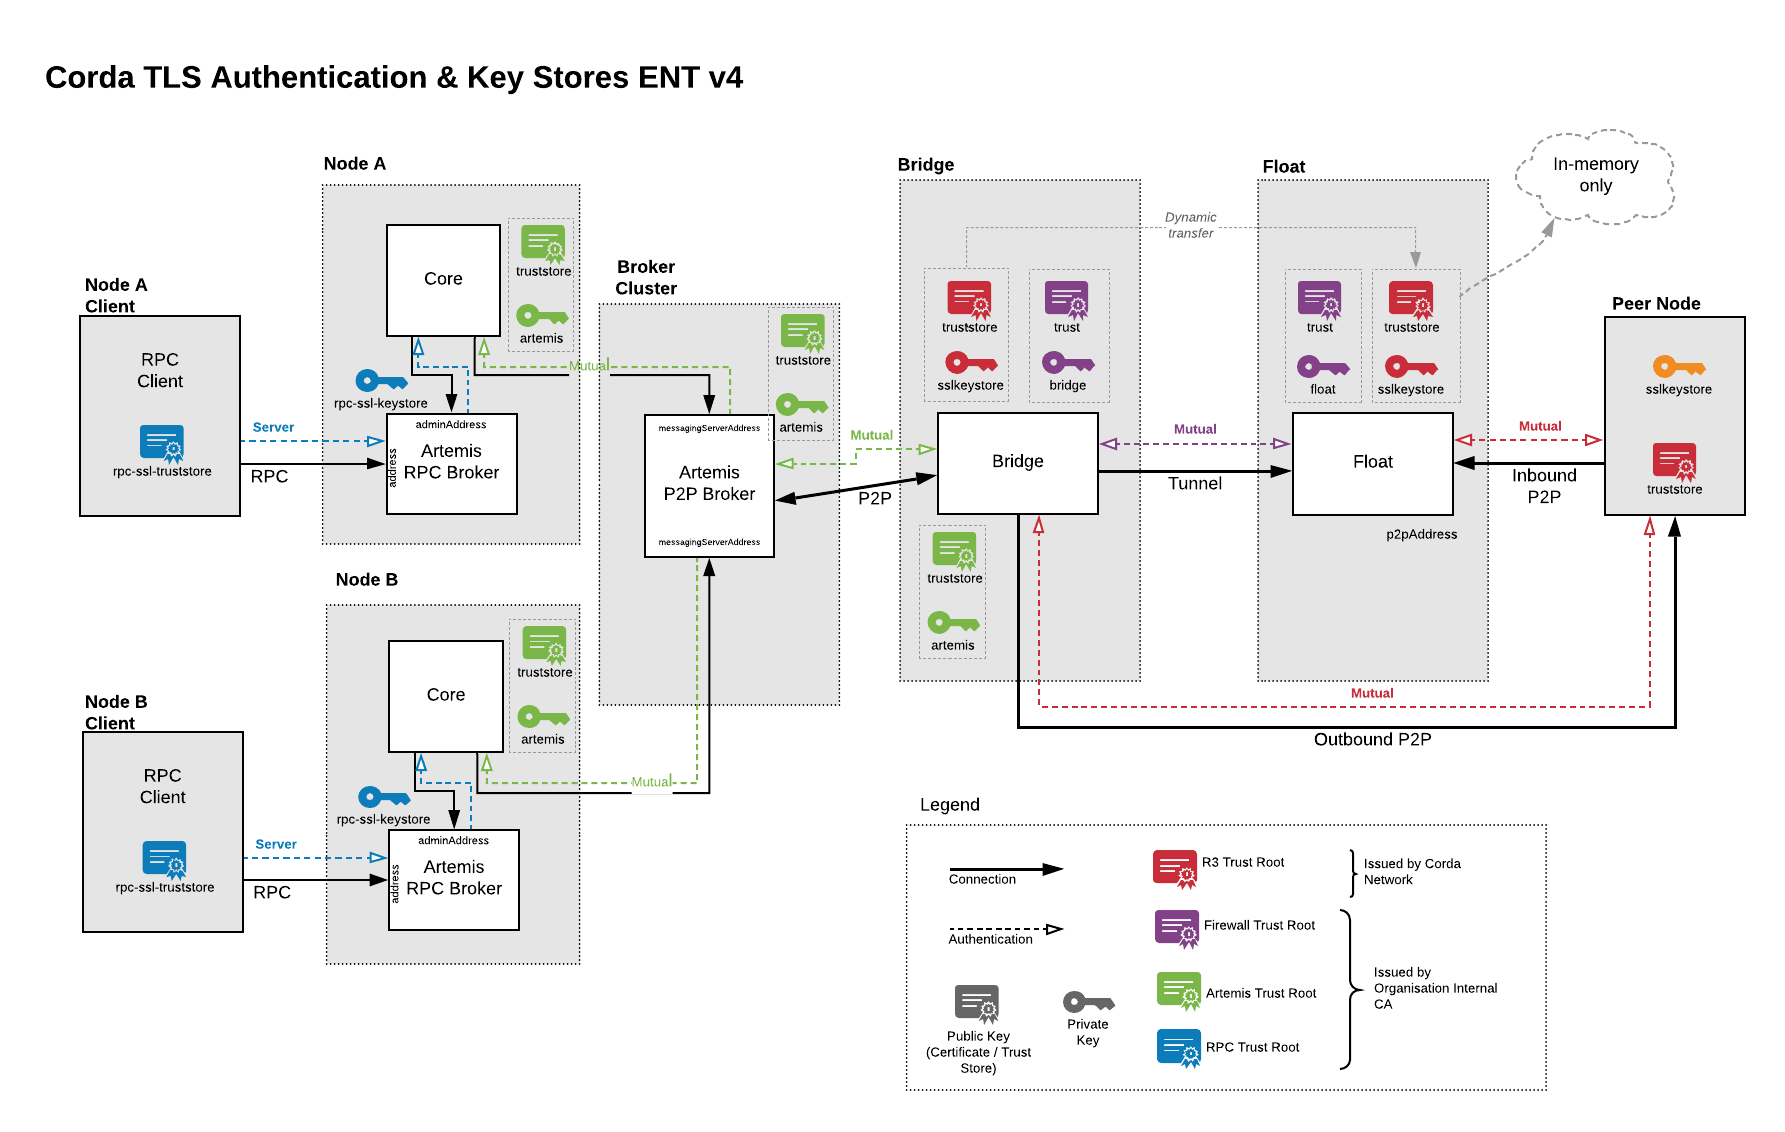 Corda TLS Authentication & Key Stores ENT v4
Node A
Client
RPC
Client
rpc-ssl-truststore
Server
RPC
Node A
Core
truststore
artemis
rpc-ssl-keystore
adminAddress
address
Artemis
RPC Broker
Mutual
Broker
Cluster
truststore
artemis
messagingServerAddress
Artemis
P2P Broker
messagingServerAddress
Mutual
P2P
Bridge
truststore
sslkeystore
trust
bridge
Bridge
truststore
artemis
Dynamic
transfer
Mutual
Tunnel
Float
trust
float
truststore
sslkeystore
Float
p2pAddress
In-memory
only
Mutual
Inbound
P2P
Peer Node
sslkeystore
truststore
Mutual
Outbound P2P
Node B
Client
RPC
Client
rpc-ssl-truststore
Server
RPC
Node B
Core
truststore
artemis
rpc-ssl-keystore
adminAddress
address
Artemis
RPC Broker
Mutual
Legend
Connection
Authentication
Public Key
(Certificate / Trust
Store)
Private
Key
R3 Trust Root
Firewall Trust Root
Artemis Trust Root
RPC Trust Root
Issued by Corda
Network
Issued by
Organisation Internal
CA